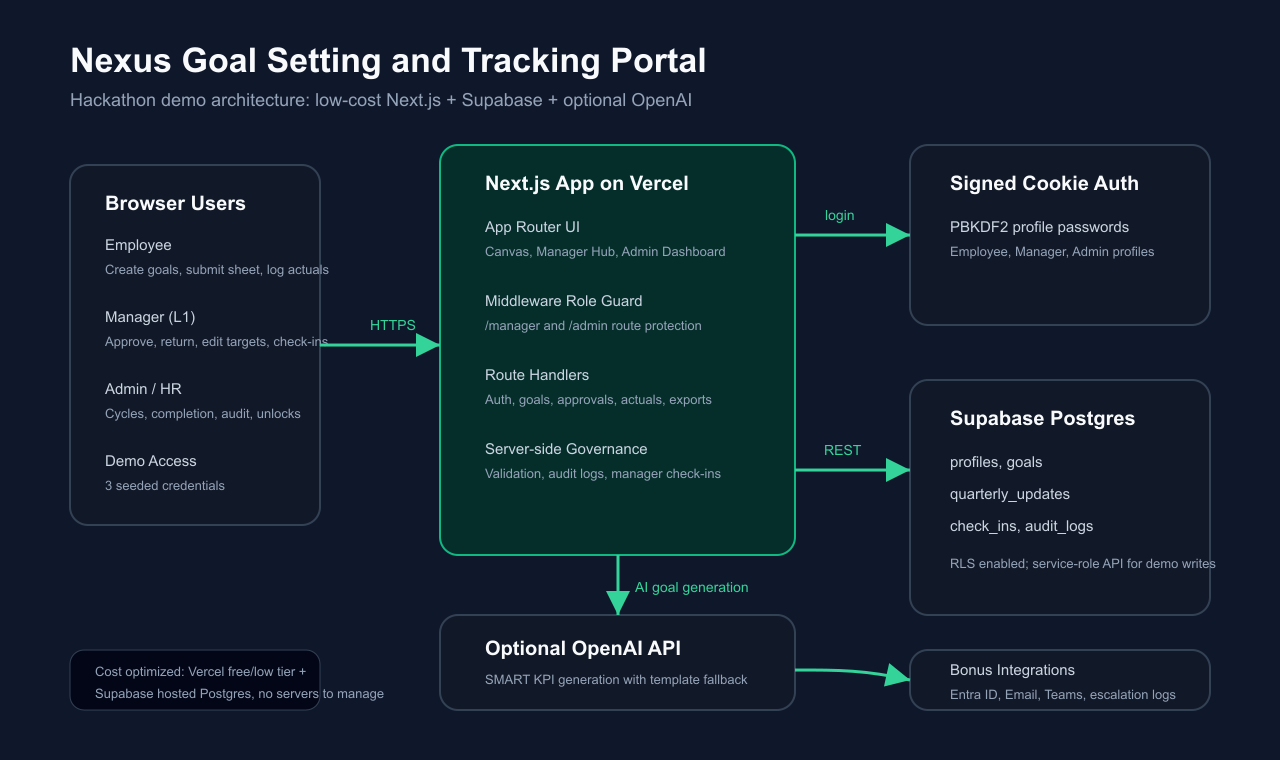 Nexus Goal Setting and Tracking Portal
Hackathon demo architecture: low-cost Next.js + Supabase + optional OpenAI
Browser Users
Employee
Create goals, submit sheet, log actuals
Manager (L1)
Approve, return, edit targets, check-ins
Admin / HR
Cycles, completion, audit, unlocks
Demo Access
3 seeded credentials
HTTPS
Next.js App on Vercel
App Router UI
Canvas, Manager Hub, Admin Dashboard
Middleware Role Guard
/manager and /admin route protection
Route Handlers
Auth, goals, approvals, actuals, exports
Server-side Governance
Validation, audit logs, manager check-ins
login
Signed Cookie Auth
PBKDF2 profile passwords
Employee, Manager, Admin profiles
REST
Supabase Postgres
profiles, goals
quarterly_updates
check_ins, audit_logs
RLS enabled; service-role API for demo writes
AI goal generation
Optional OpenAI API
SMART KPI generation with template fallback
Bonus Integrations
Entra ID, Email, Teams, escalation logs
Cost optimized: Vercel free/low tier +
Supabase hosted Postgres, no servers to manage